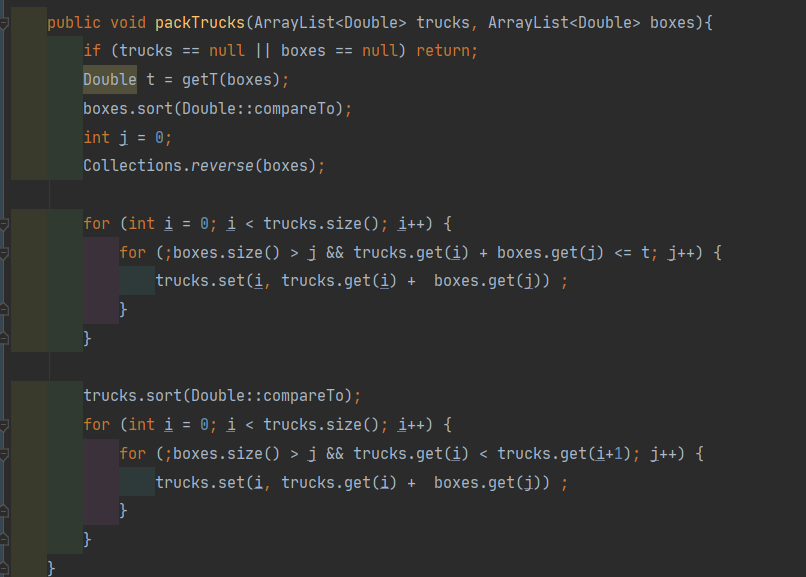 public void packTrucks(ArrayList<Double> trucks, ArrayList<Double> boxes){
if (trucks == null || boxes == null) return;
Double t = getT(boxes);
boxes.sort(Double::compareTo);
int j = 0;
Collections.reverse(boxes);
for (int i = 0; i < trucks.size(); i++) {
for (;boxes.size() > j && trucks.get(i) + boxes.get(j) <= t; j++) {
trucks.set(i, trucks.get(i) +  boxes.get(j)) ;
}
}
trucks.sort(Double::compareTo);
for (int i = 0; i < trucks.size(); i++) {
for (;boxes.size() > j && trucks.get(i) < trucks.get(i+1); j++) {
trucks.set(i, trucks.get(i) +  boxes.get(j)) ;
}
}
}